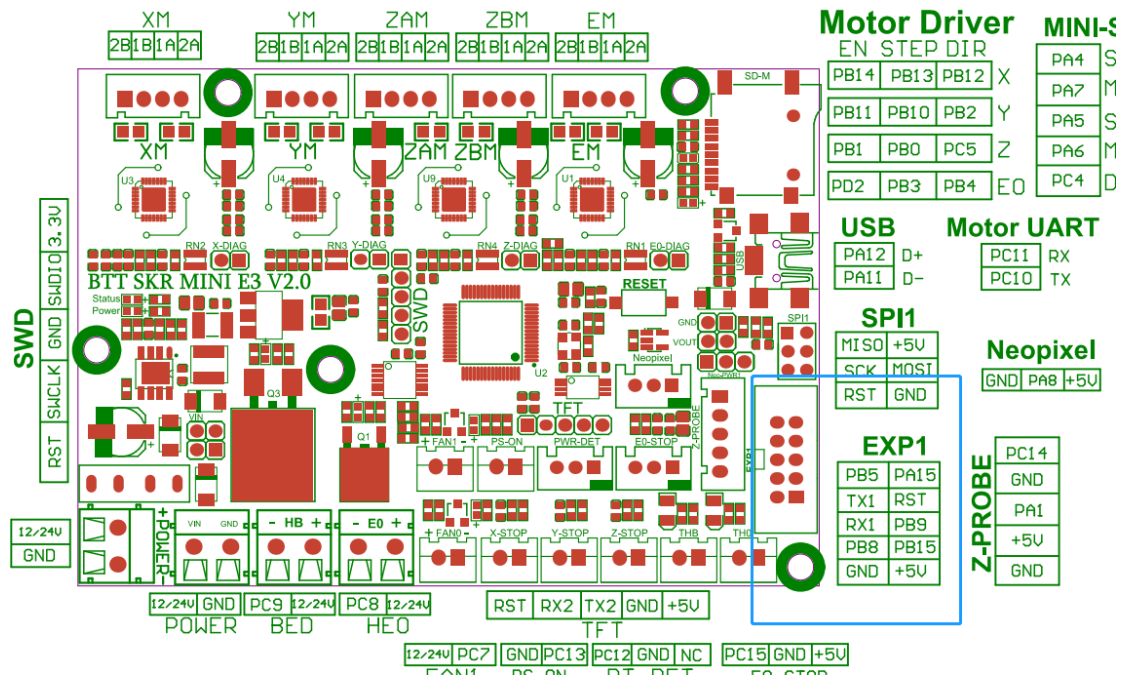 XM YM ZAM ZBM EM
2B 1B 1A 2A 2B 1B 1A 2A 2B 1B 1A 2A 2B 1B 1A 2A 2B 1B 1A 2A
Motor Driver
EN STEP DIR
PB14 PB13 PB12 X
PB11 PB10 PB2 Y
PB1 PB0 PC5 Z
PD2 PB3 PB4 E0
MINI-S
PA4 S
PA7 M
PA5 S
PA6 M
PC4 D
SD-M
XM YM ZAM ZBM EM
U3 U4 U9 U1
RN2 X-DIAG RN3 Y-DIAG RN4 Z-DIAG RN1 E0-DIAG
USB
USB
PA12 D+
PA11 D-
Motor UART
PC11 RX
PC10 TX
BTT SKR MINI E3 V2.0
Status
Power
SWD
RESET
GND
VOUT
SPI1
Neopixel
U2
SWD
3.3V
SWDIO
GND
SWCLK
RST
SPI1
MISO +5V
SCK MOSI
RST GND
Neopixel
GND PA8 +5V
VIN
Q3
Q1
TFT
+ FAN1 - PS-ON PWR-DET E0-STOP
Z-PROBE
EXP1
EXP1
PB5 PA15
TX1 RST
RX1 PB9
PB8 PB15
GND +5V
Z-PROBE
PC14
GND
PA1
+5V
GND
12/24V
GND
+POWER-
VIN GND
- HB +
- E0 +
+ FAN0 - X-STOP Y-STOP Z-STOP THB TH0
12/24V GND
POWER
PC9 12/24V
BED
PC8 12/24V
HE0
RST RX2 TX2 GND +5V
TFT
12/24V PC7 GND PC13 PC12 GND NC PC15 GND +5V
FAN1 PS-ON E0-STOP